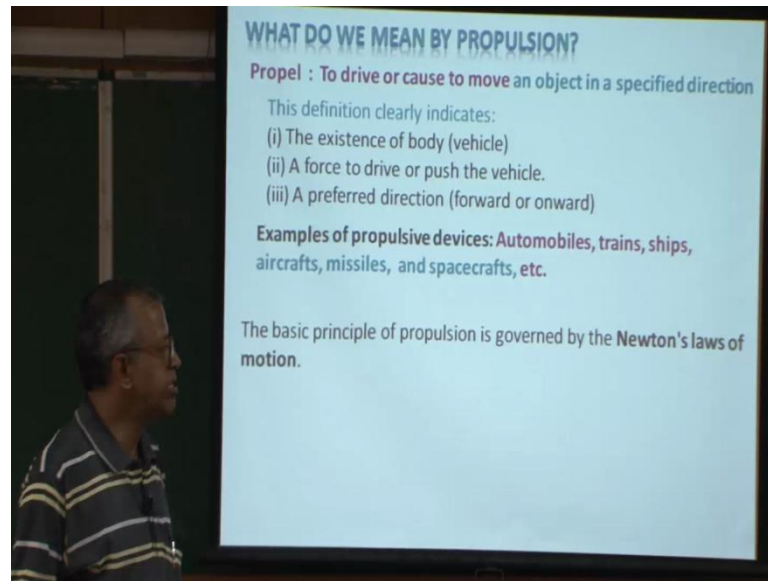 WHAT DO WE MEAN BY PROPULSION?
Propel : To drive or cause to move an object in a specified direction
This definition clearly indicates:
(i) The existence of body (vehicle)
(ii) A force to drive or push the vehicle.
(iii) A preferred direction (forward or onward)
Examples of propulsive devices: Automobiles, trains, ships,
aircrafts, missiles, and spacecrafts, etc.
The basic principle of propulsion is governed by the Newton's laws of
motion.